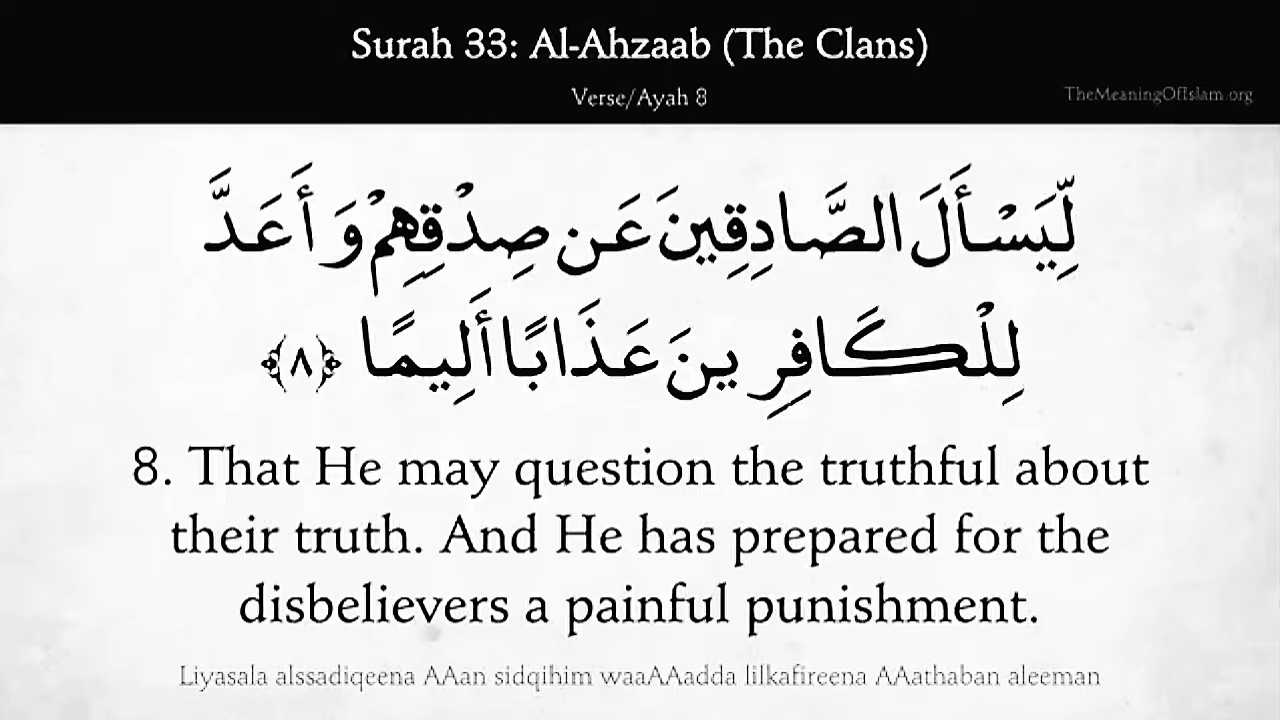 Surah 33: Al-Ahzaab (The Clans)
Verse/Ayah 8
TheMeaningOfIslam.org
لِّيَسْأَلَ الصَّادِقِينَ عَن صِدْقِهِمْ وَأَعَدَّ
لِلْكَافِرِينَ عَذَابًا أَلِيمًا ﴿٨﴾
8. That He may question the truthful about
their truth. And He has prepared for the
disbelievers a painful punishment.
Liyasala alssadiqeena AAan sidqihim waaAAadda lilkafireena AAathaban aleeman